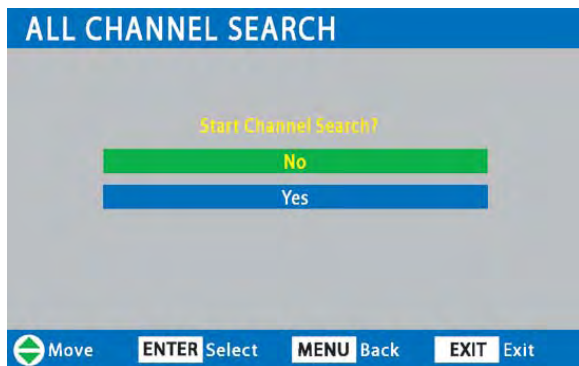 ALL CHANNEL SEARCH
Start Channel Search?
No
Yes
Move ENTER Select MENU Back EXIT Exit